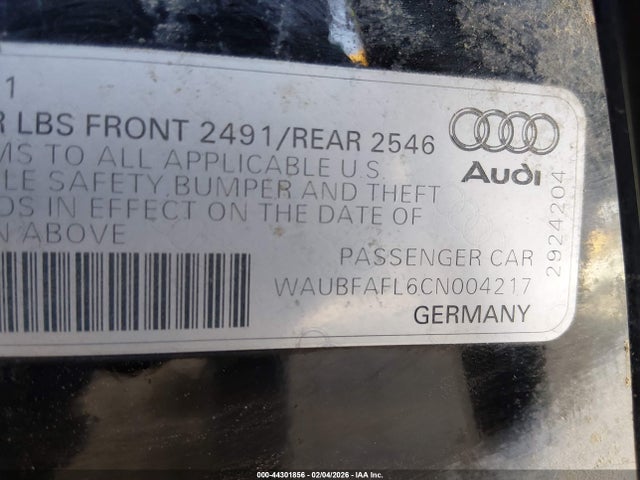 1
R LBS FRONT 2491/REAR 2546
MS TO ALL APPLICABLE U.S.
LE SAFETY,BUMPER AND THEFT
DS IN EFFECT ON THE DATE OF
N ABOVE
Audi
2924204
PASSENGER CAR
WAUBFAFL6CN004217
GERMANY
000-44301856 - 02/04/2026 - IAA Inc.